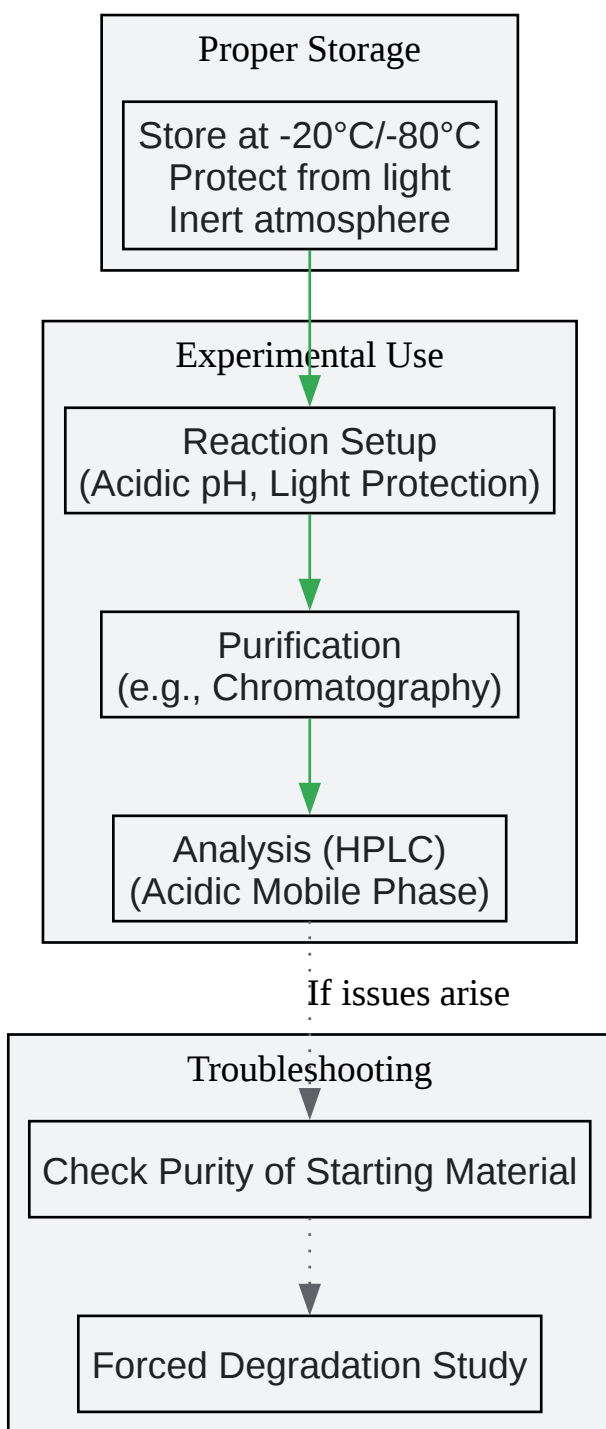 Proper Storage
Store at -20°C/-80°C
Protect from light
Inert atmosphere
Experimental Use
Reaction Setup
(Acidic pH, Light Protection)
Purification
(e.g., Chromatography)
Analysis (HPLC)
(Acidic Mobile Phase)
If issues arise
Troubleshooting
Check Purity of Starting Material
Forced Degradation Study